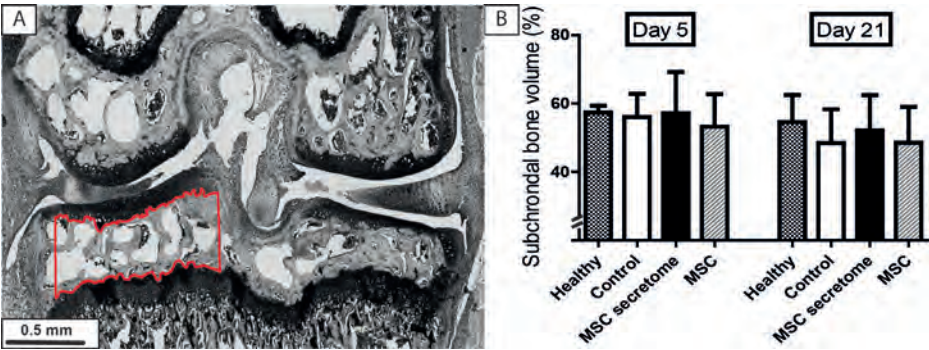 A
0.5 mm
B
Subchrondal bone volume (%)
80
60
40
Day 5
Day 21
Healthy
Control
MSC secretome
MSC
Healthy
Control
MSC secretome
MSC